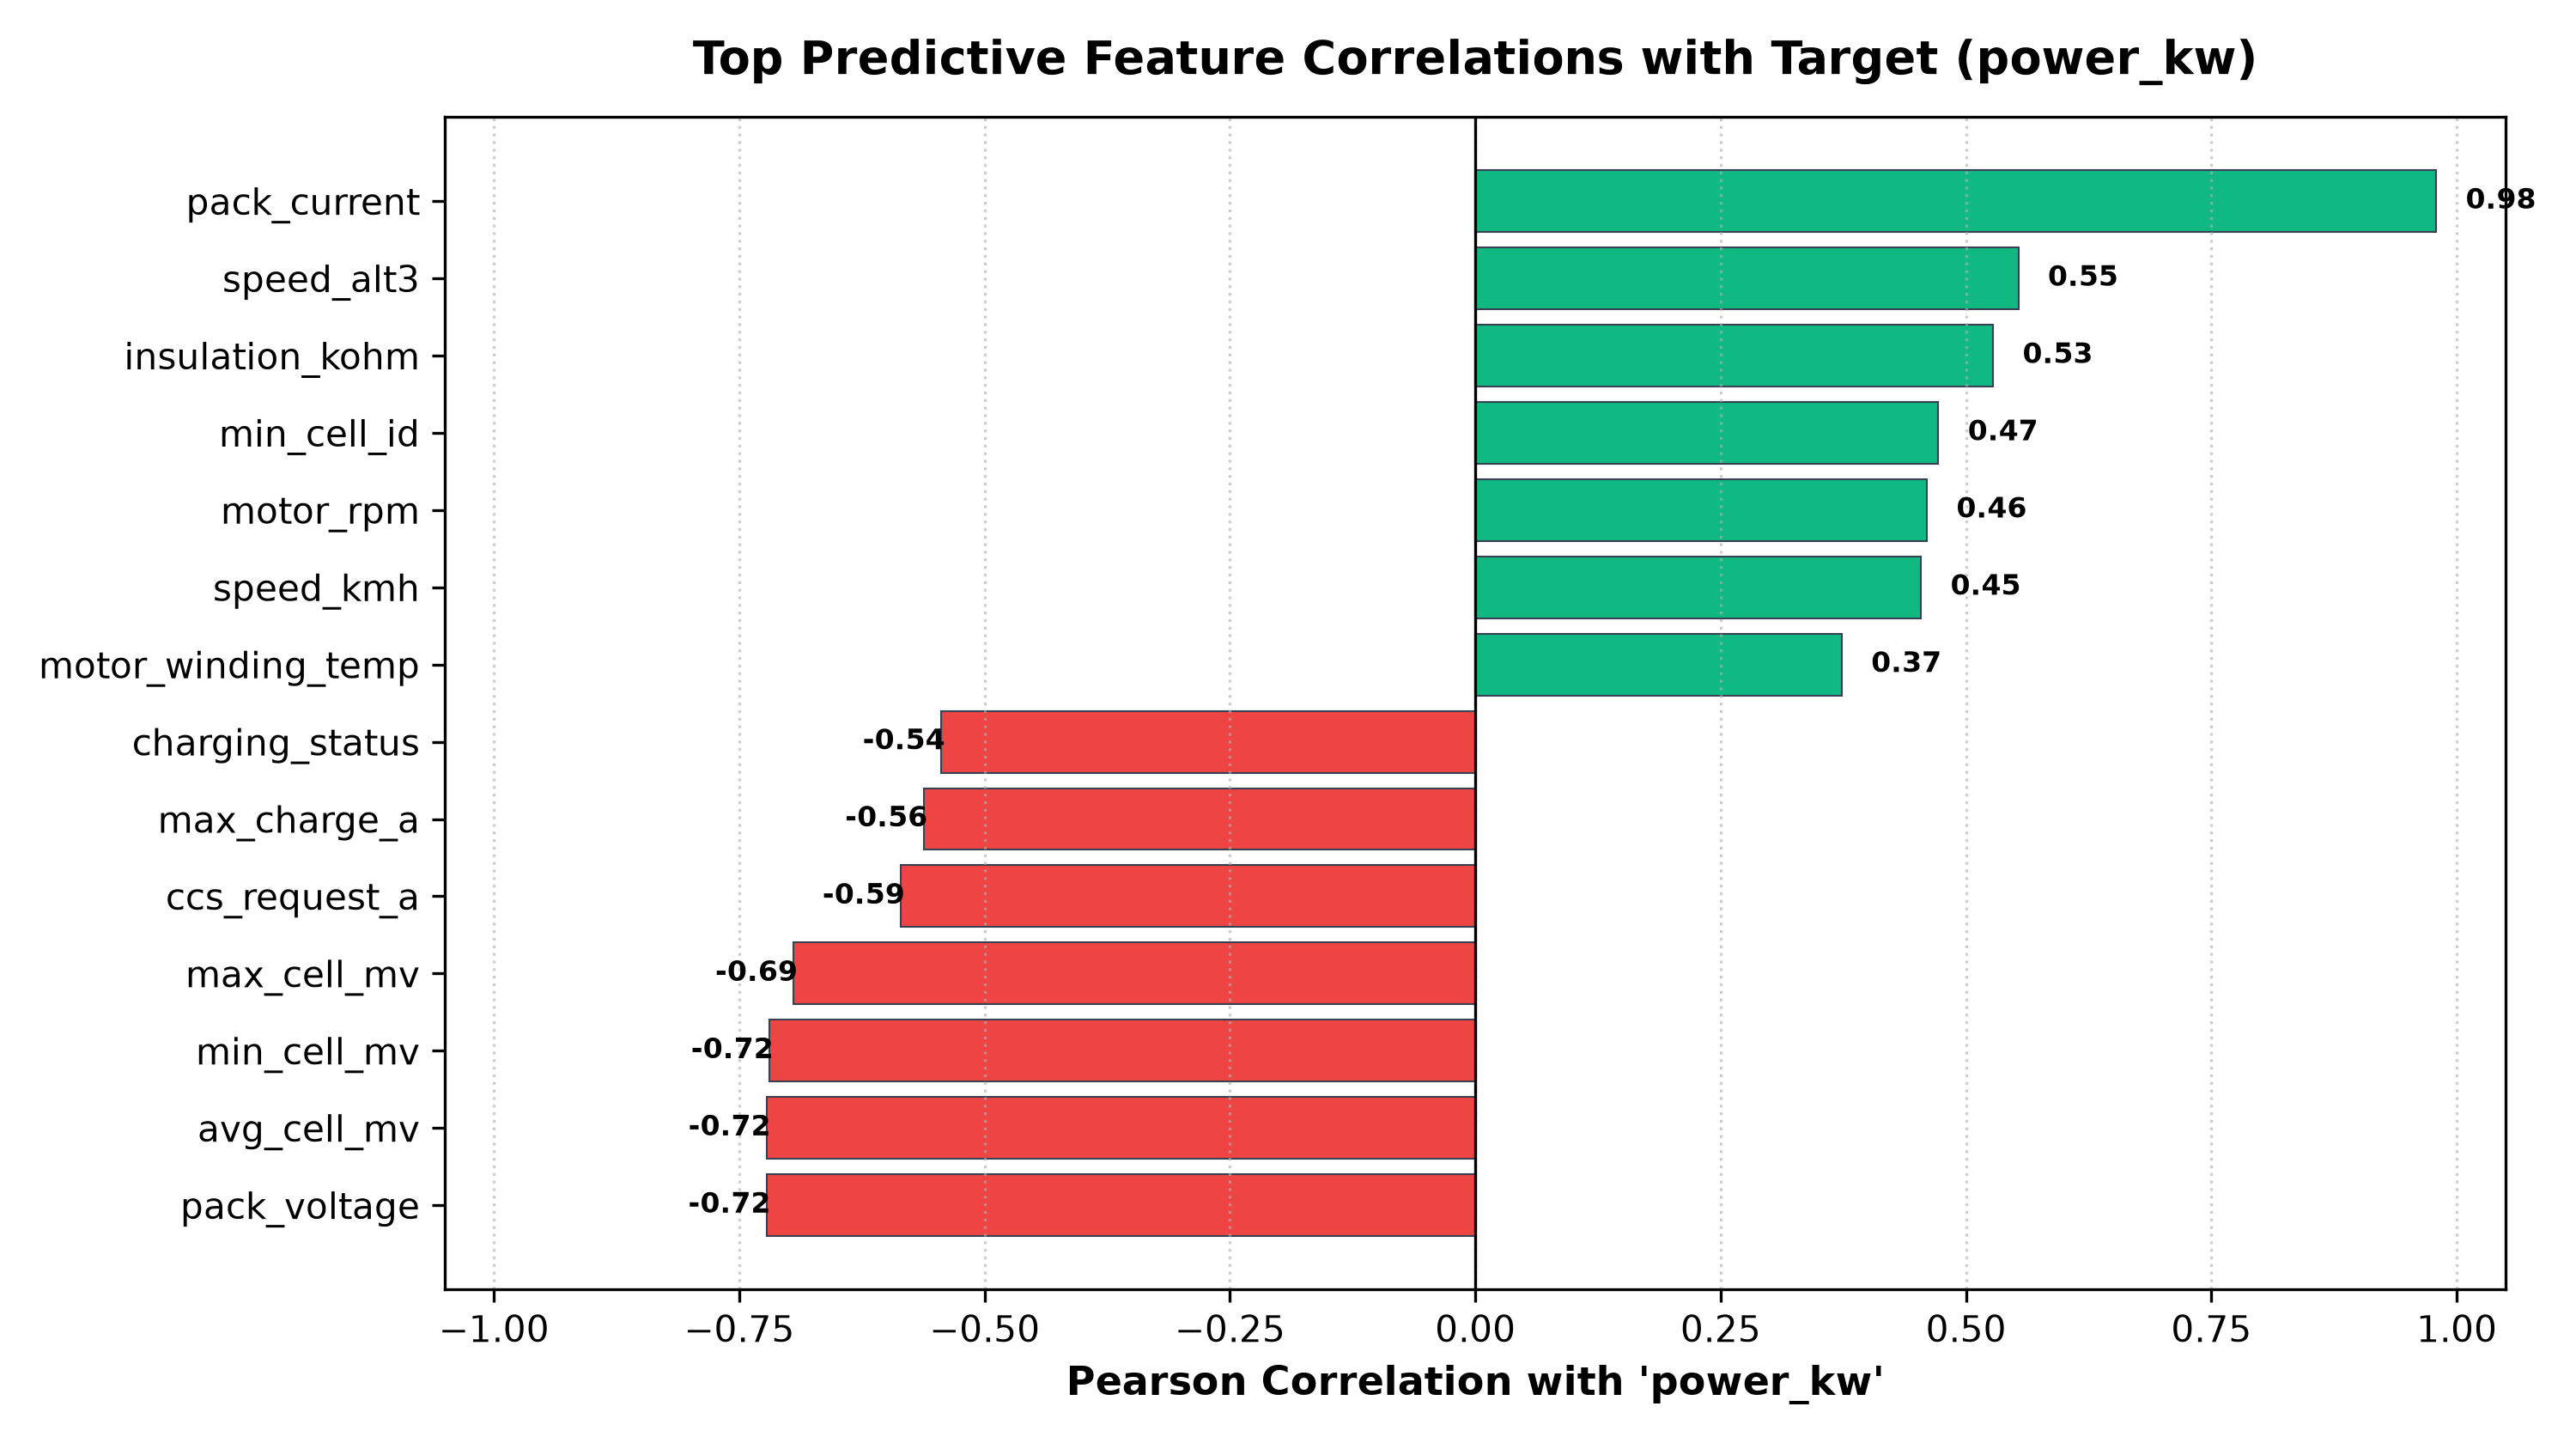 Top Predictive Feature Correlations with Target (power_kw)
pack_current 0.98
speed_alt3 0.55
insulation_kohm 0.53
min_cell_id 0.47
motor_rpm 0.46
speed_kmh 0.45
motor_winding_temp 0.37
charging_status -0.54
max_charge_a -0.56
ccs_request_a -0.59
max_cell_mv -0.69
min_cell_mv -0.72
avg_cell_mv -0.72
pack_voltage -0.72
−1.00 −0.75 −0.50 −0.25 0.00 0.25 0.50 0.75 1.00
Pearson Correlation with 'power_kw'